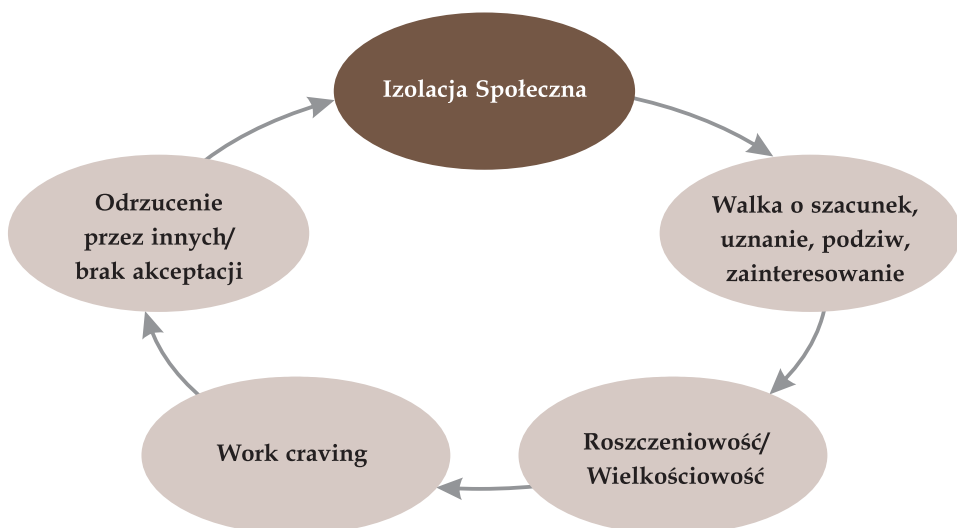 Izolacja Społeczna
Walka o szacunek,
uznanie, podziw,
zainteresowanie
Roszczeniowość/
Wielkościowość
Work craving
Odrzucenie
przez innych/
brak akceptacji